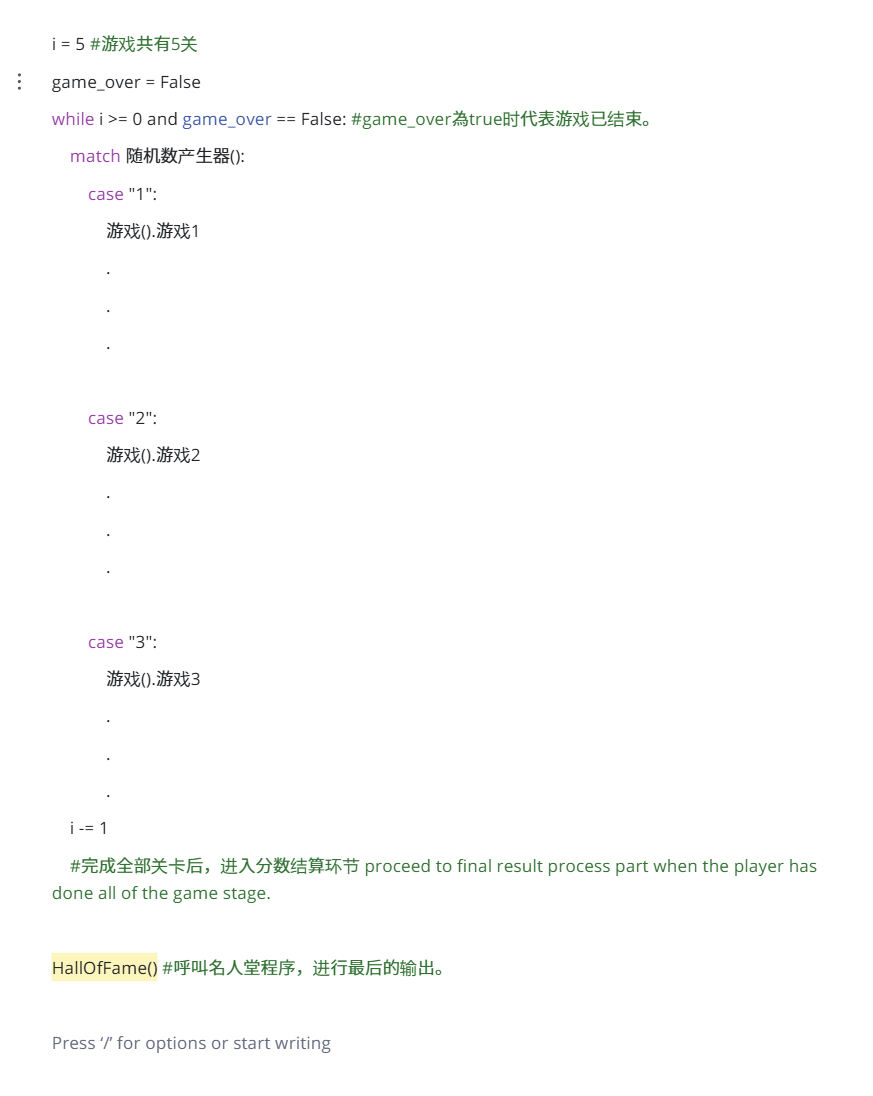 i = 5 #游戏共有5关
game_over = False
while i >= 0 and game_over == False: #game_over為true时代表游戏已结束。
match 随机数产生器():
case "1":
游戏().游戏1
.
.
.
case "2":
游戏().游戏2
.
.
.
case "3":
游戏().游戏3
.
.
.
i -= 1
#完成全部关卡后，进入分数结算环节 proceed to final result process part when the player has
done all of the game stage.
HallOfFame() #呼叫名人堂程序，进行最后的输出。
Press ‘/’ for options or start writing